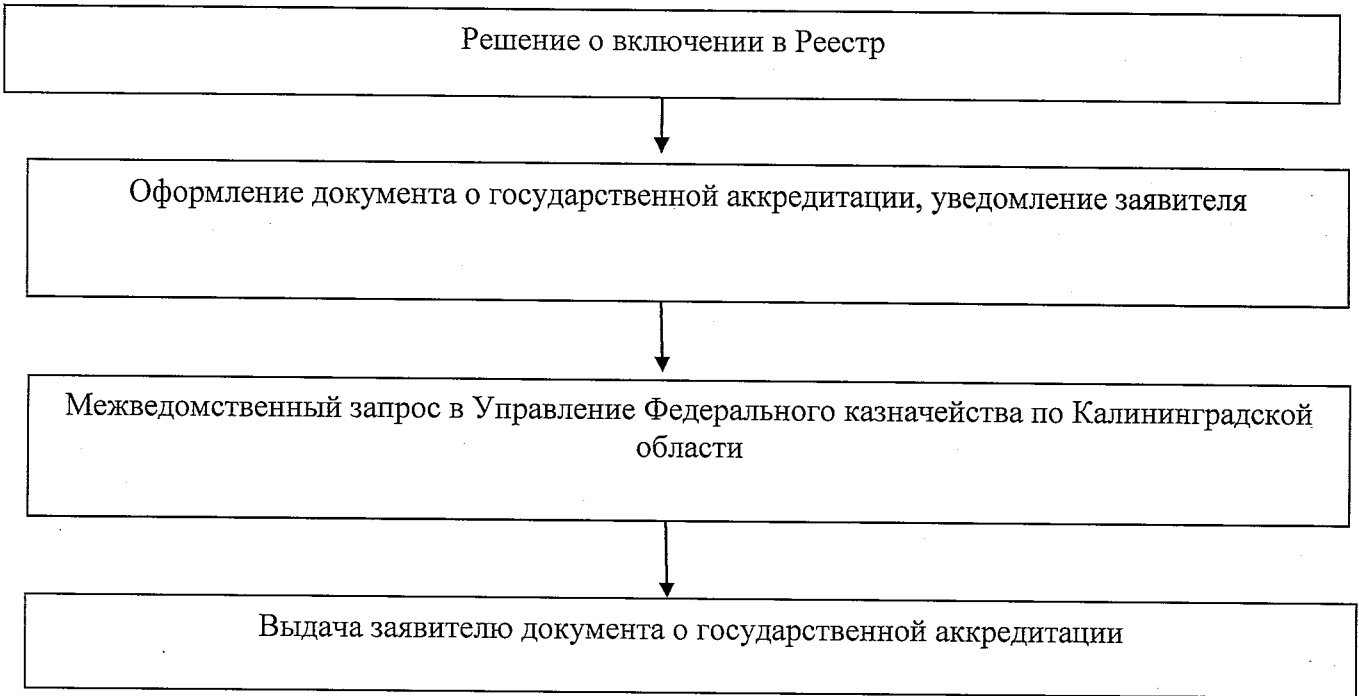 Решение о включении в Реестр
Оформление документа о государственной аккредитации, уведомление заявителя
Межведомственный запрос в Управление Федерального казначейства по Калининградской
области
Выдача заявителю документа о государственной аккредитации